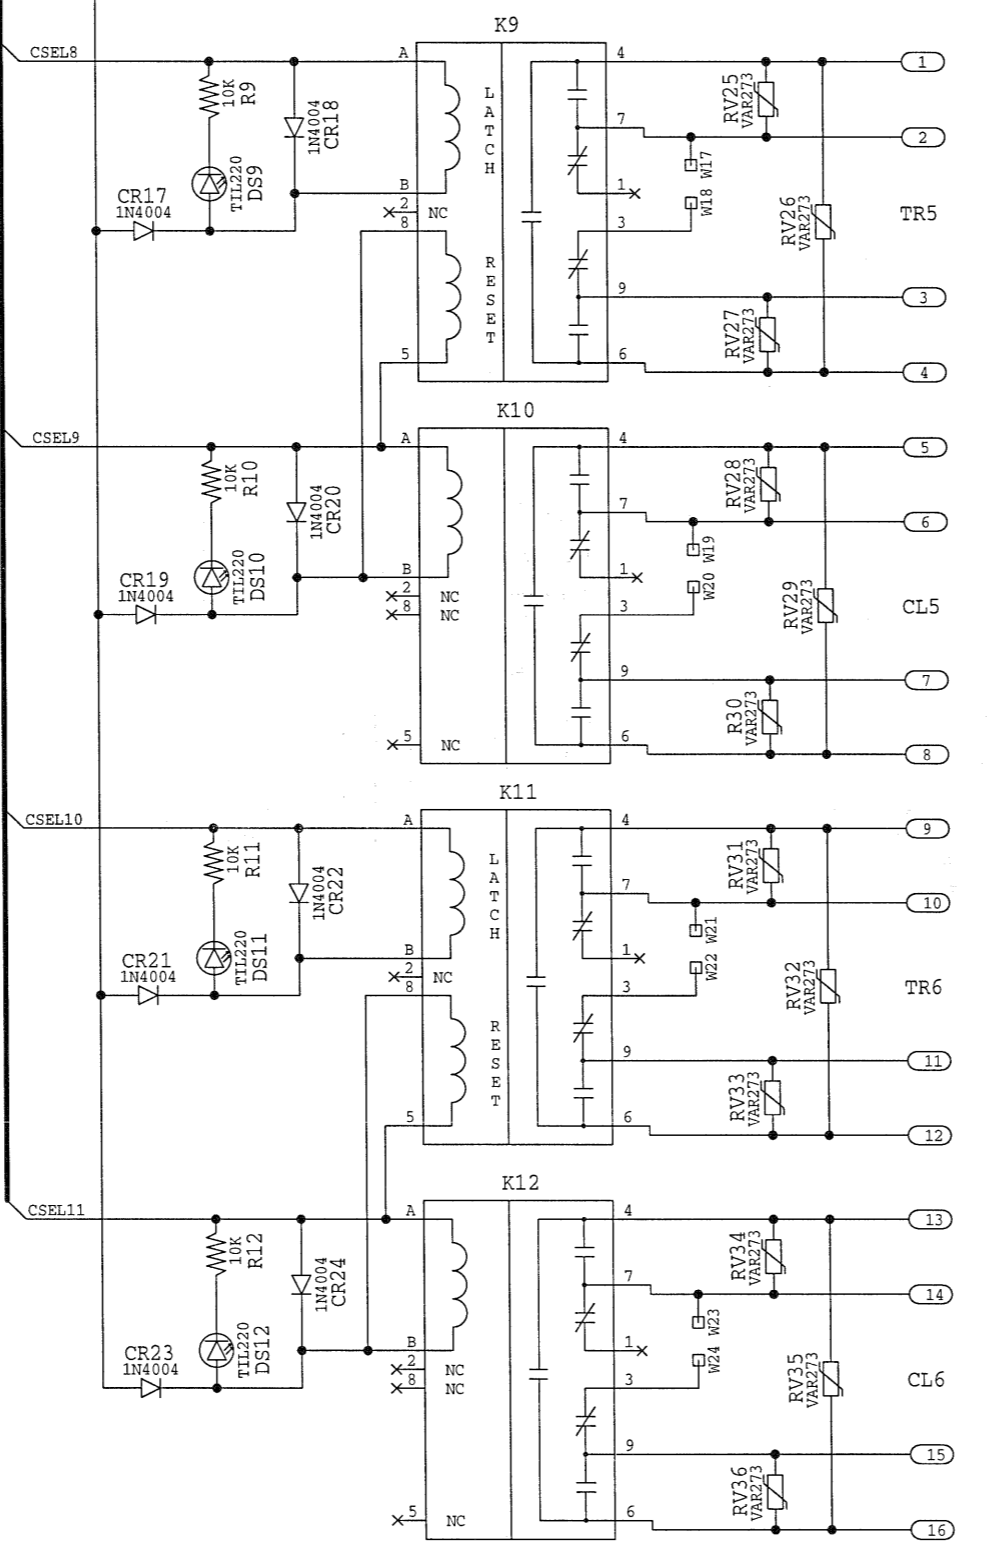 K9
CSEL8
A
4
1
10K
R9
1N4004
CR18
LATCH
RV25
VAR273
7
2
TIL220
DS9
W17
CR17
1N4004
B
1
2
NC
8
W18
3
RV26
VAR273
TR5
RESET
9
3
RV27
VAR273
5
6
4
K10
CSEL9
A
4
5
10K
R10
1N4004
CR20
RV28
VAR273
7
6
TIL220
DS10
W19
CR19
1N4004
B
1
2
NC
8
NC
W20
3
RV29
VAR273
CL5
9
7
R30
VAR273
5
NC
6
8
K11
CSEL10
A
4
9
10K
R11
1N4004
CR22
LATCH
RV31
VAR273
7
10
TIL220
DS11
W21
CR21
1N4004
B
1
2
NC
8
W22
3
RV32
VAR273
TR6
RESET
9
11
RV33
VAR273
5
6
12
K12
CSEL11
A
4
13
10K
R12
1N4004
CR24
RV34
VAR273
7
14
TIL220
DS12
W23
CR23
1N4004
B
1
2
NC
8
NC
W24
3
RV35
VAR273
CL6
9
15
RV36
VAR273
5
NC
6
16